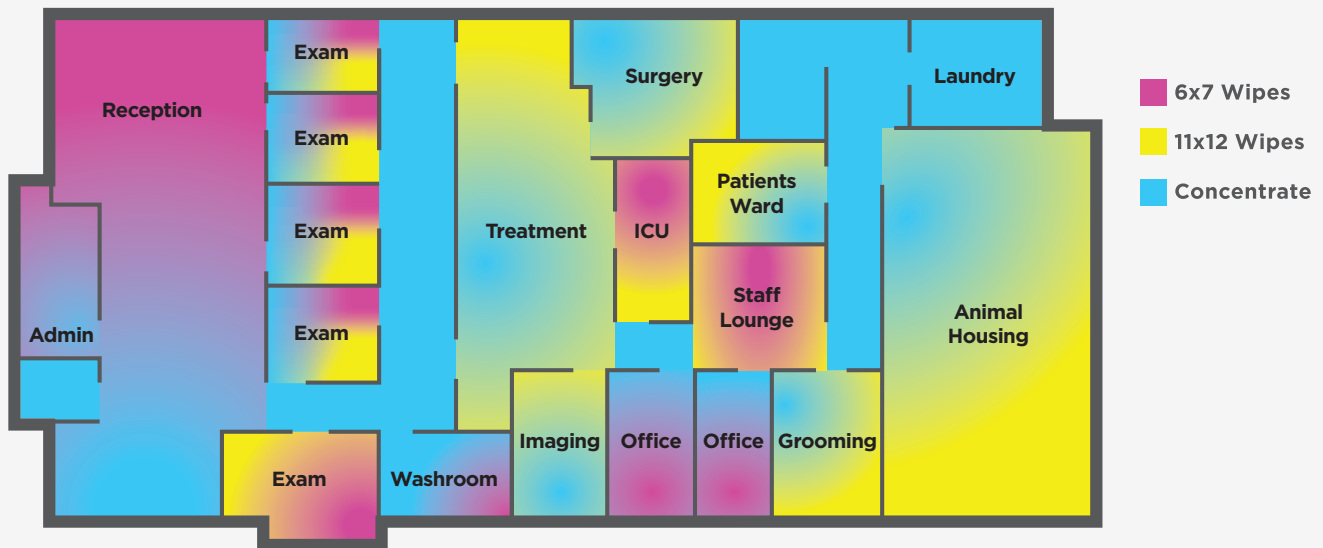 Exam
Surgery
Laundry
Reception
6x7 Wipes
Exam
11x12 Wipes
Patients
Ward
Concentrate
Exam
Treatment
ICU
Staff
Lounge
Animal
Housing
Admin
Exam
Imaging
Office
Office
Grooming
Exam
Washroom